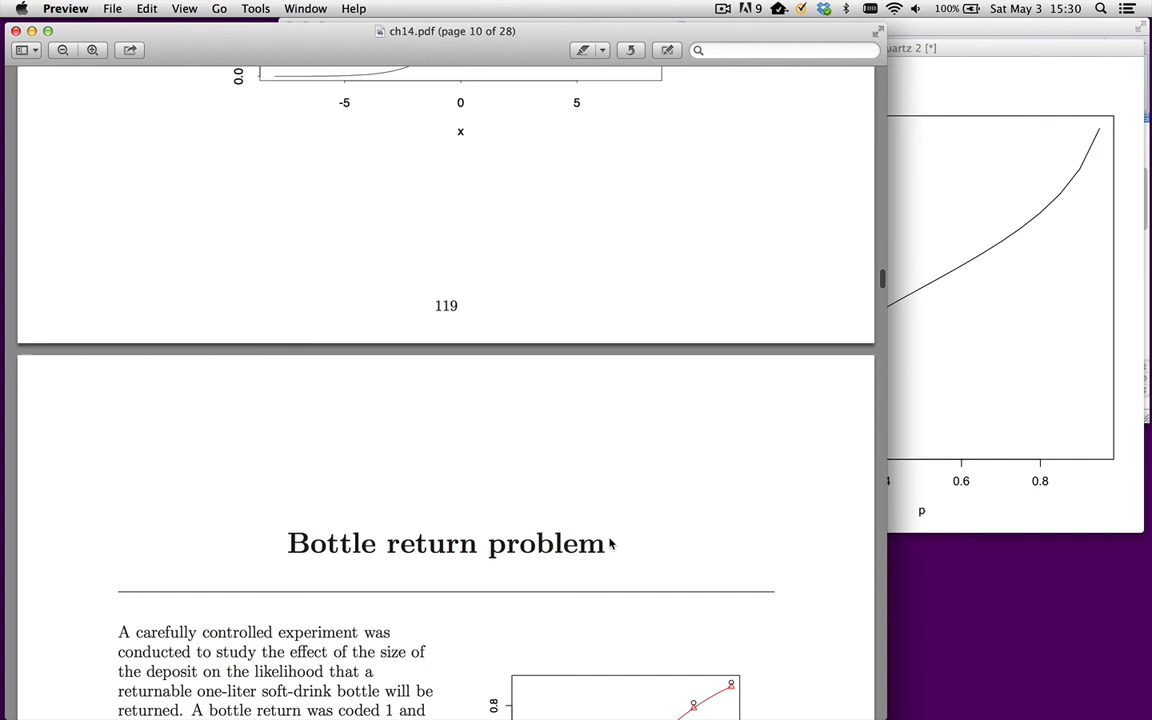 Preview File Edit View Go Tools Window Help 9 100% Sat May 3 15:30
ch14.pdf (page 10 of 28)
uartz 2 [*]
0.0
-5 0 5
x
119
0.6 0.8
p
Bottle return problem
A carefully controlled experiment was
conducted to study the effect of the size of
the deposit on the likelihood that a
returnable one-liter soft-drink bottle will be
returned. A bottle return was coded 1 and
0.8